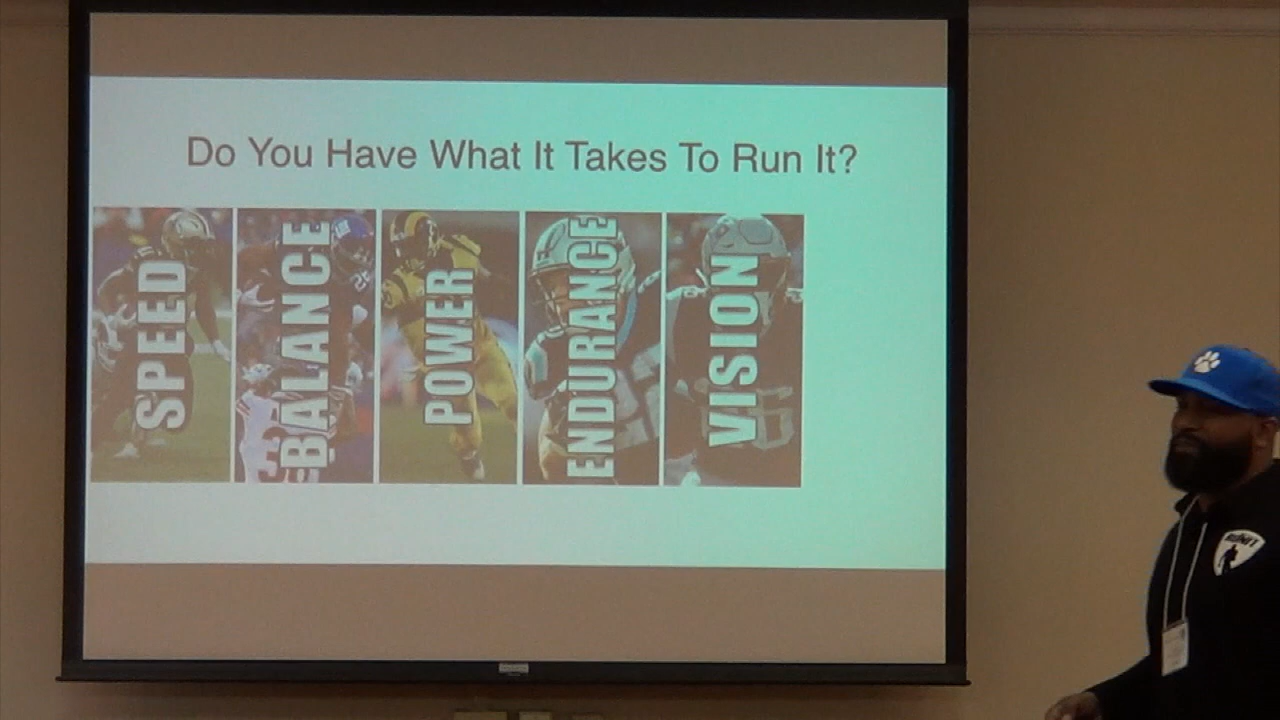 Do You Have What It Takes To Run It?
SPEED
BALANCE
POWER
ENDURANCE
VISION